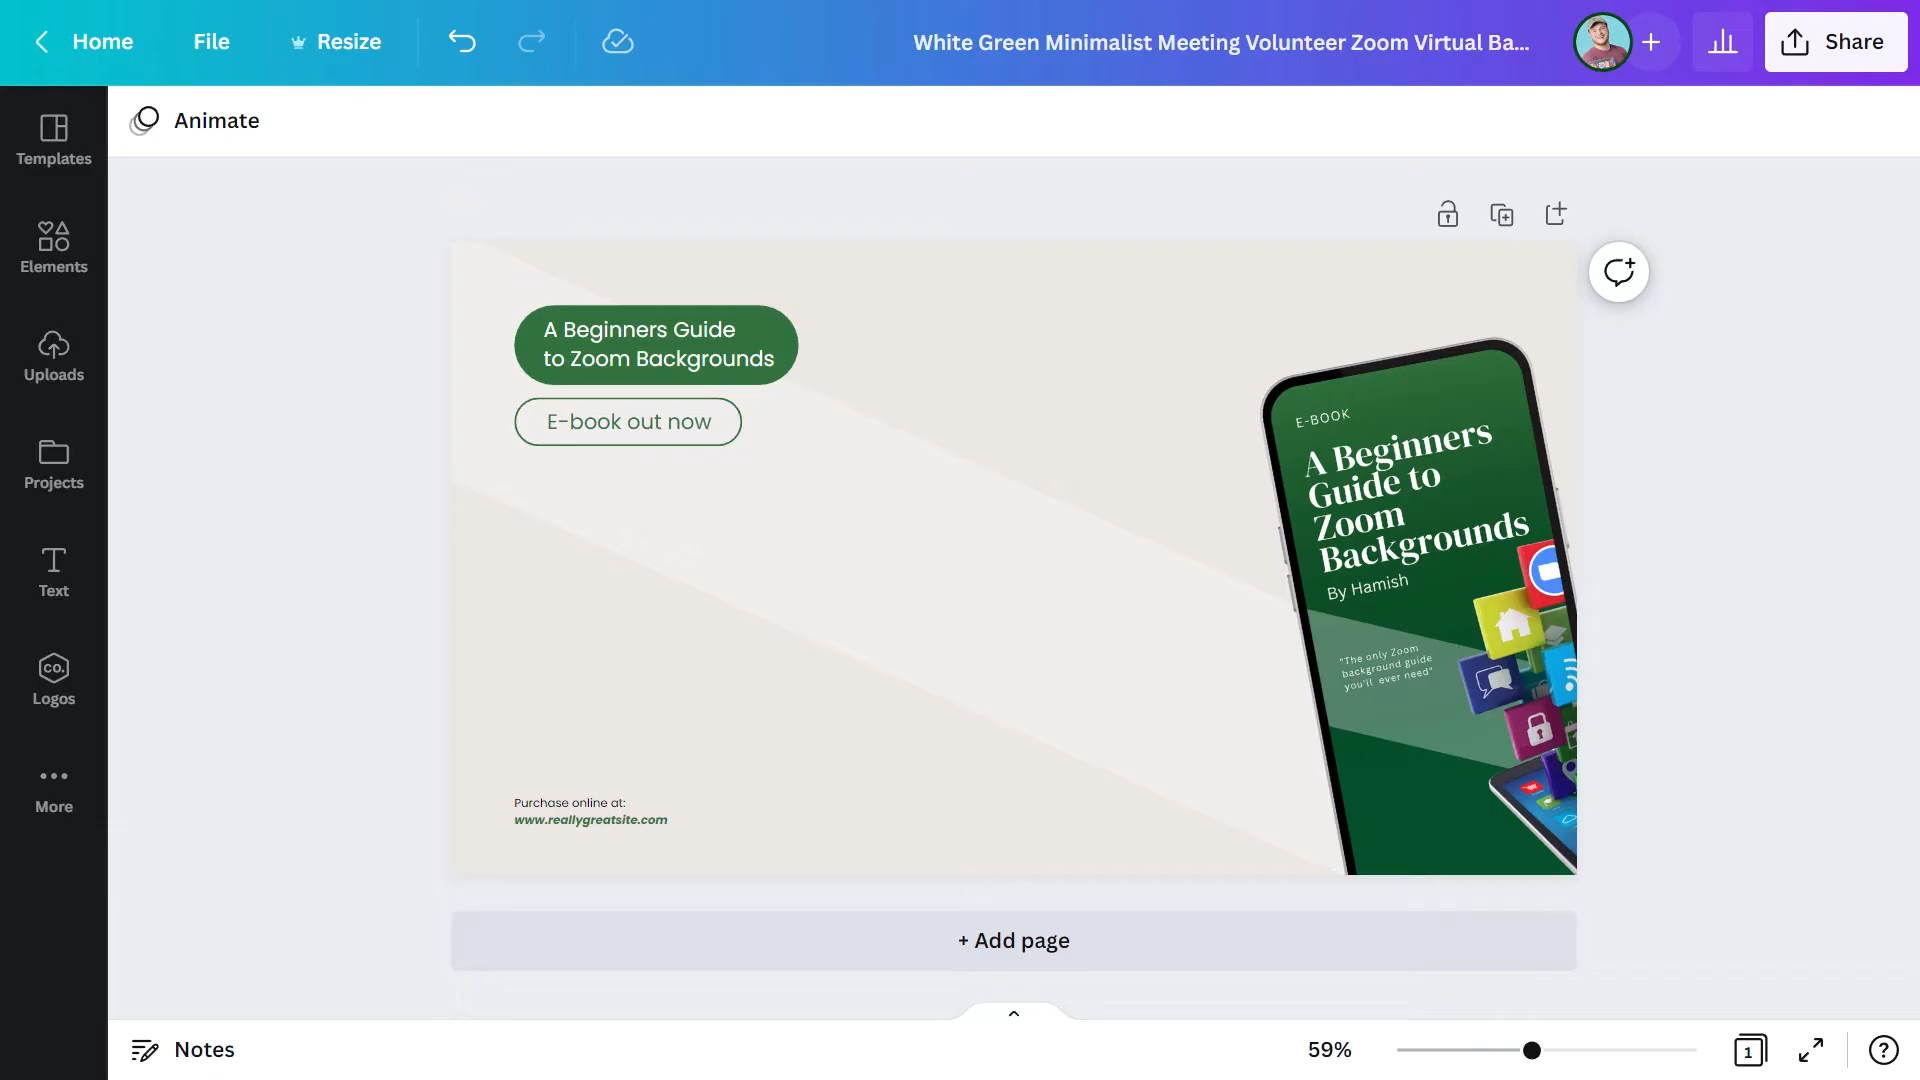 Home
File
Resize
White Green Minimalist Meeting Volunteer Zoom Virtual Ba...
Share
Animate
Templates
Elements
Uploads
Projects
Text
CO.
Logos
More
A Beginners Guide
to Zoom Backgrounds
E-book out now
Purchase online at:
www.reallygreatsite.com
E-BOOK
A Beginners
Guide to
Zoom
Backgrounds
By Hamish
"The only Zoom
background guide
you'll ever need"
+ Add page
Notes
59%
1
?